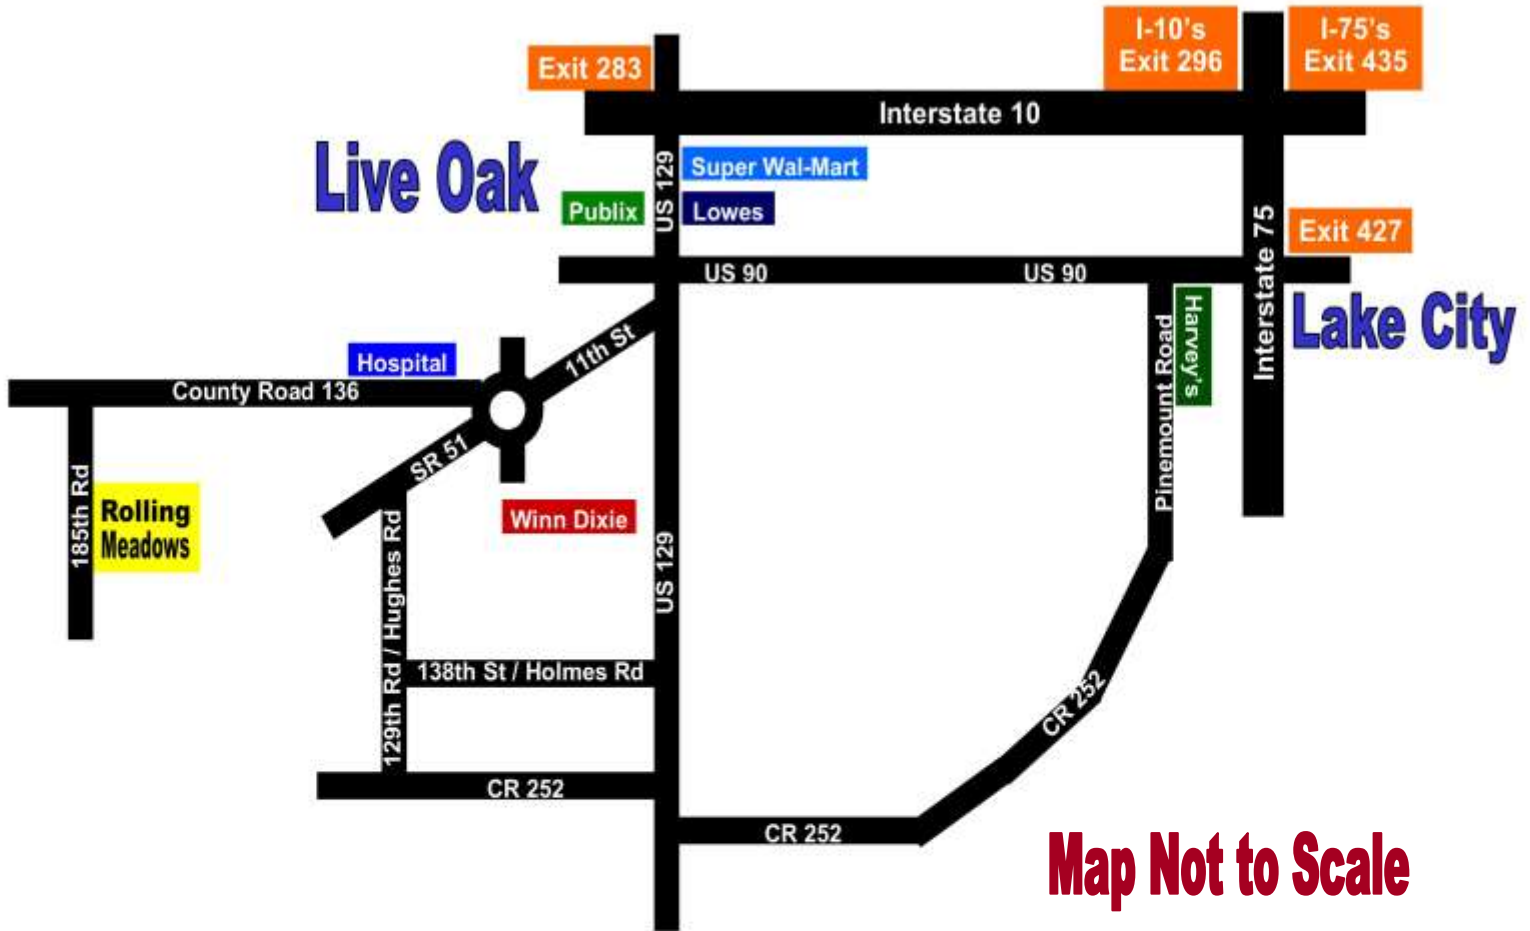 I-10's
Exit 296
I-75's
Exit 435
Exit 283
Interstate 10
Live Oak
US 129
Super Wal-Mart
Publix
Lowes
Exit 427
US 90
US 90
Interstate 75
Lake City
Harvey's
Pinemount Road
11th St
Hospital
County Road 136
SR 51
185th Rd
Rolling
Meadows
Winn Dixie
129th Rd / Hughes Rd
US 129
138th St / Holmes Rd
CR 252
CR 252
CR 252
Map Not to Scale